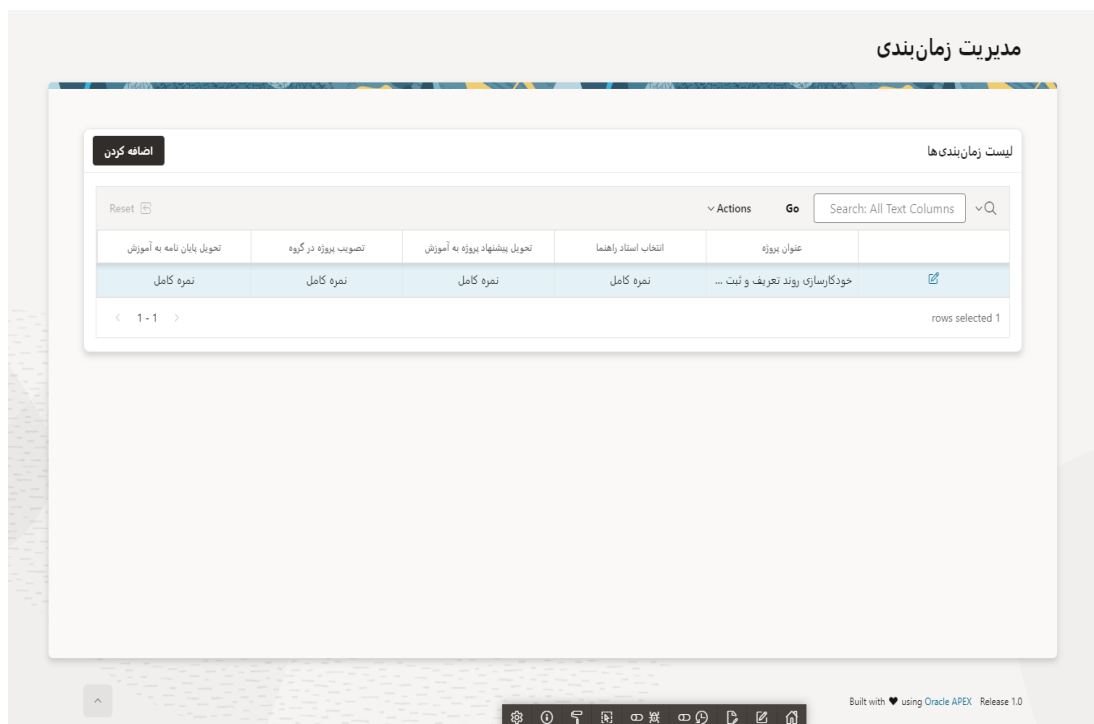 مدیریت زمان‌بندی
لیست زمان‌بندی‌ها
اضافه کردن
Search: All Text Columns
Go
Actions
Reset
عنوان پروژه
انتخاب استاد راهنما
تحویل پیشنهاد پروژه به آموزش
تصویب پروژه در گروه
تحویل پایان نامه به آموزش
خودکارسازی روند تعریف و ثبت ...
نمره کامل
نمره کامل
نمره کامل
نمره کامل
rows selected 1
1 - 1
Built with ♥ using Oracle APEX Release 1.0